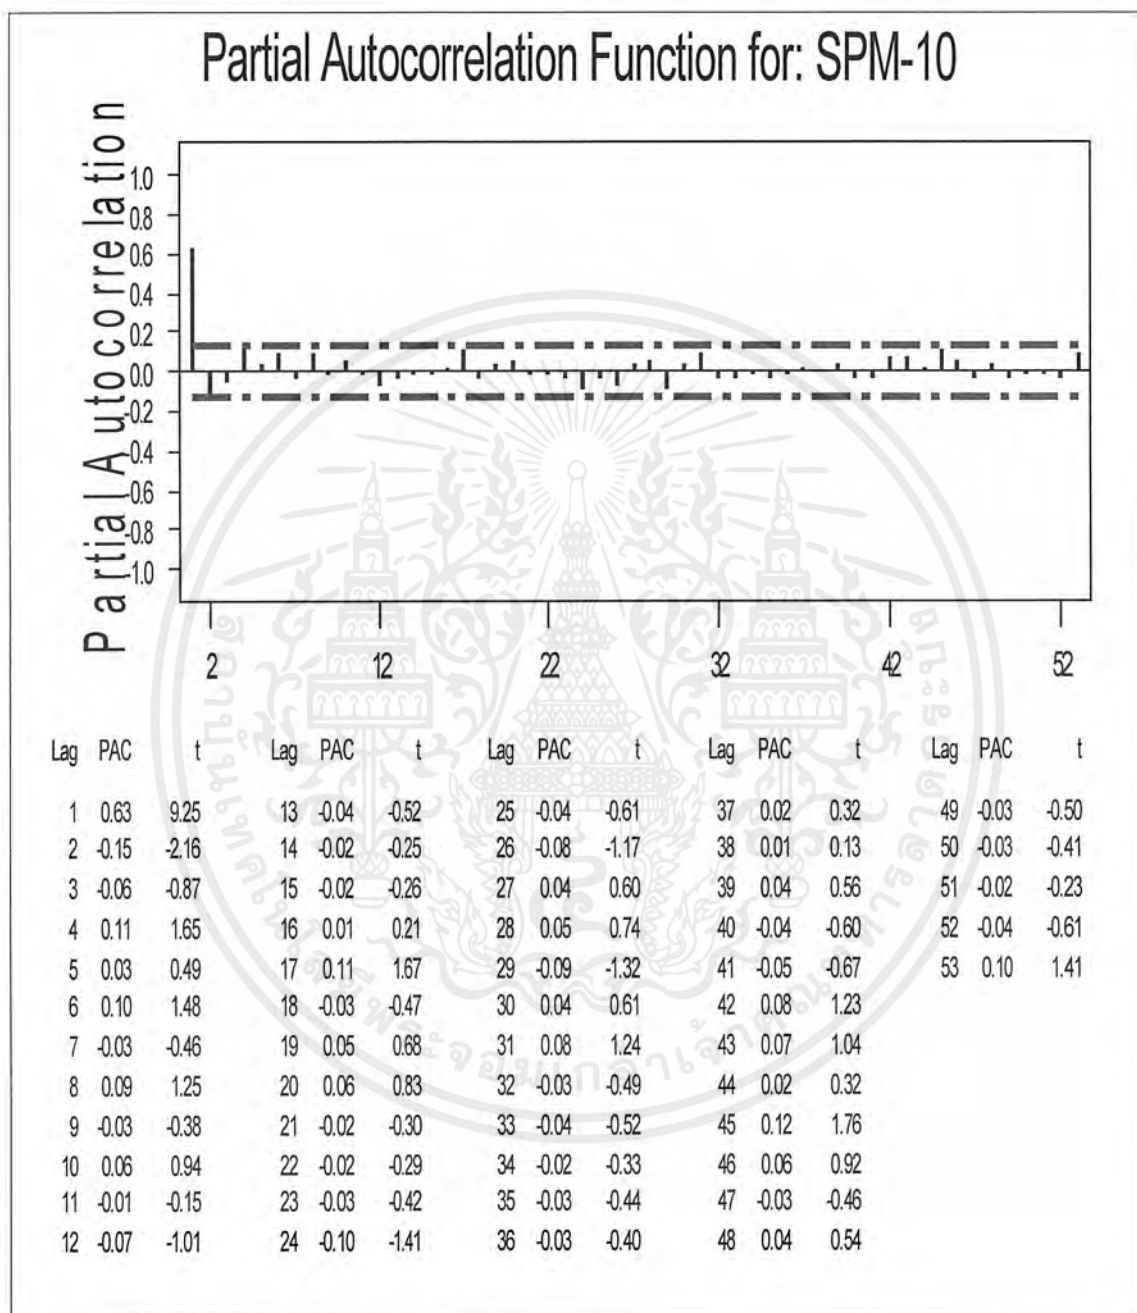 Partial Autocorrelation Function for: SPM-10
Partial Autocorrelation
1.0
0.8
0.6
0.4
0.2
0.0
-0.2
-0.4
-0.6
-0.8
-1.0
2 12 22 32 42 52
Lag PAC t Lag PAC t Lag PAC t Lag PAC t Lag PAC t
1 0.63 9.25 13 -0.04 -0.52 25 -0.04 -0.61 37 0.02 0.32 49 -0.03 -0.50
2 -0.15 -2.16 14 -0.02 -0.25 26 -0.08 -1.17 38 0.01 0.13 50 -0.03 -0.41
3 -0.06 -0.87 15 -0.02 -0.26 27 0.04 0.60 39 0.04 0.56 51 -0.02 -0.23
4 0.11 1.65 16 0.01 0.21 28 0.05 0.74 40 -0.04 -0.60 52 -0.04 -0.61
5 0.03 0.49 17 0.11 1.67 29 -0.09 -1.32 41 -0.05 -0.67 53 0.10 1.41
6 0.10 1.48 18 -0.03 -0.47 30 0.04 0.61 42 0.08 1.23
7 -0.03 -0.46 19 0.05 0.68 31 0.08 1.24 43 0.07 1.04
8 0.09 1.25 20 0.06 0.83 32 -0.03 -0.49 44 0.02 0.32
9 -0.03 -0.38 21 -0.02 -0.30 33 -0.04 -0.52 45 0.12 1.76
10 0.06 0.94 22 -0.02 -0.29 34 -0.02 -0.33 46 0.06 0.92
11 -0.01 -0.15 23 -0.03 -0.42 35 -0.03 -0.44 47 -0.03 -0.46
12 -0.07 -1.01 24 -0.10 -1.41 36 -0.03 -0.40 48 0.04 0.54